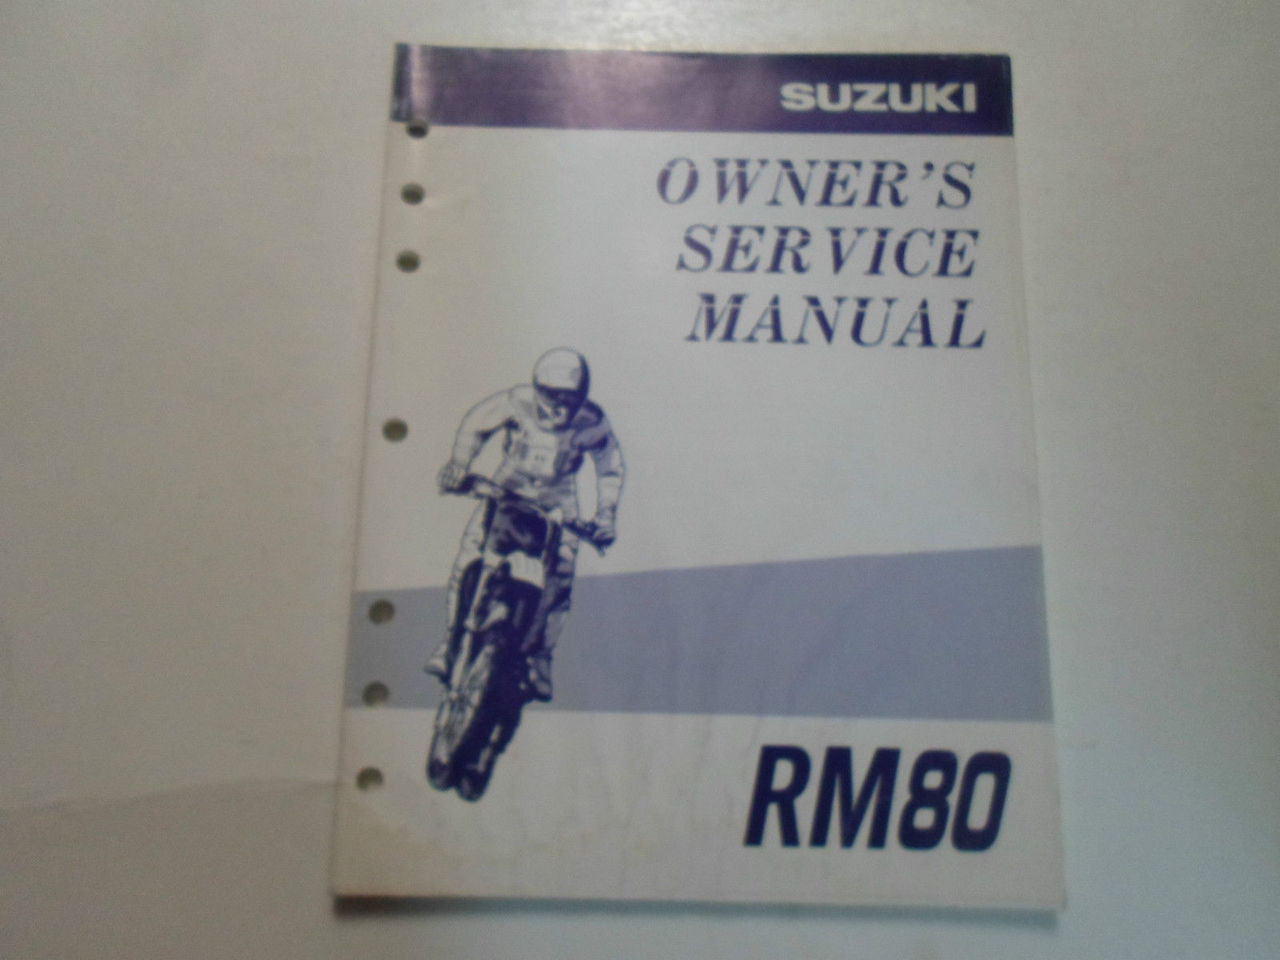 SUZUKI
OWNER'S
SERVICE
MANUAL
RM80